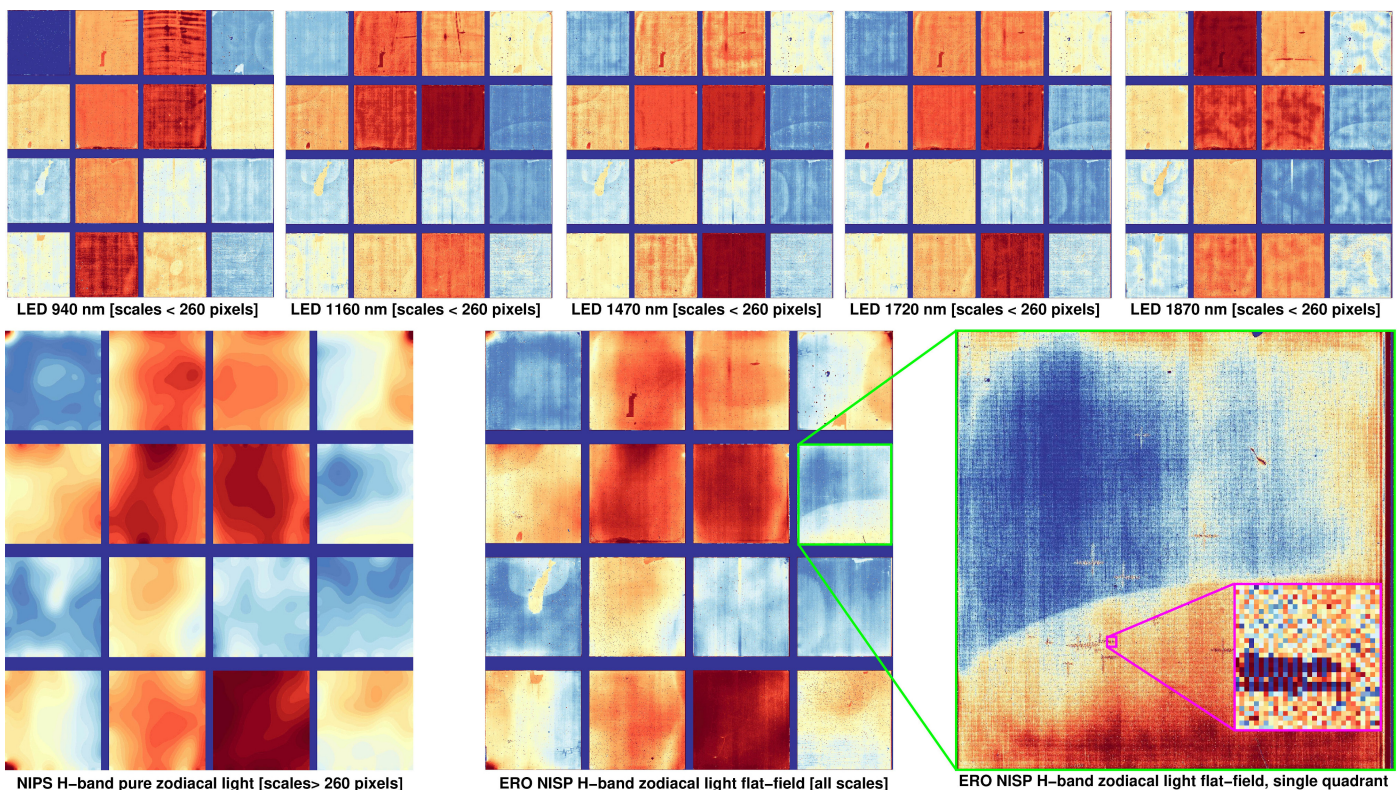 LED 940 nm [scales < 260 pixels]
LED 1160 nm [scales < 260 pixels]
LED 1470 nm [scales < 260 pixels]
LED 1720 nm [scales < 260 pixels]
LED 1870 nm [scales < 260 pixels]
NIPS H−band pure zodiacal light [scales> 260 pixels]
ERO NISP H−band zodiacal light flat−field [all scales]
ERO NISP H−band zodiacal light flat−field, single quadrant